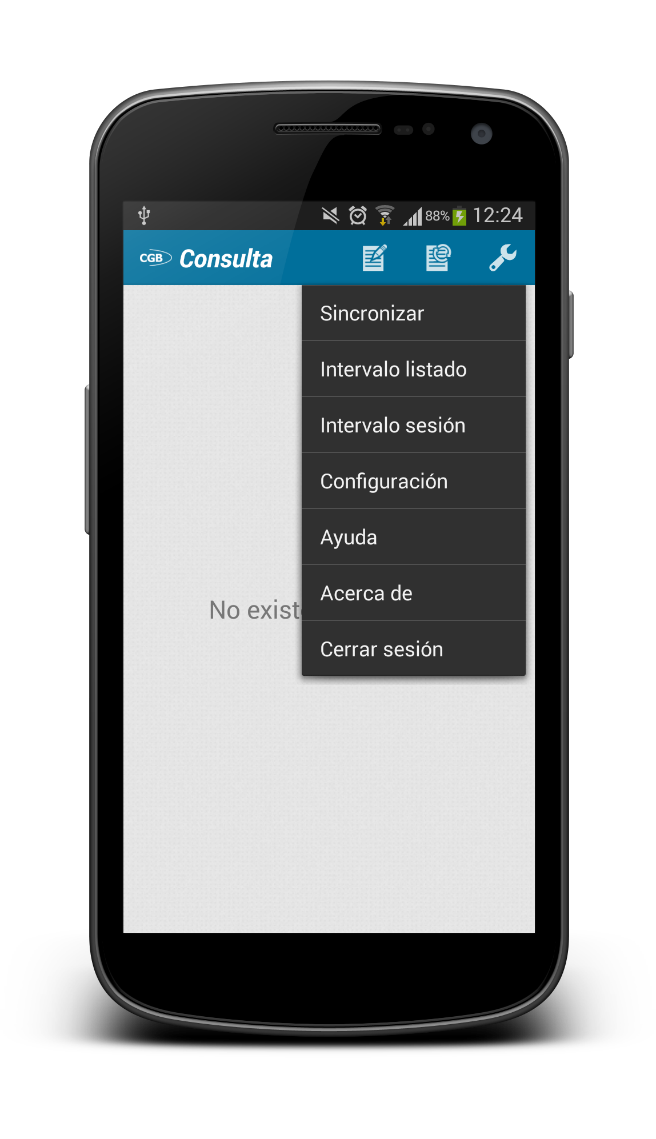 88% 12:24
CGB Consulta
Sincronizar
Intervalo listado
Intervalo sesión
Configuración
Ayuda
No exist
Acerca de
Cerrar sesión